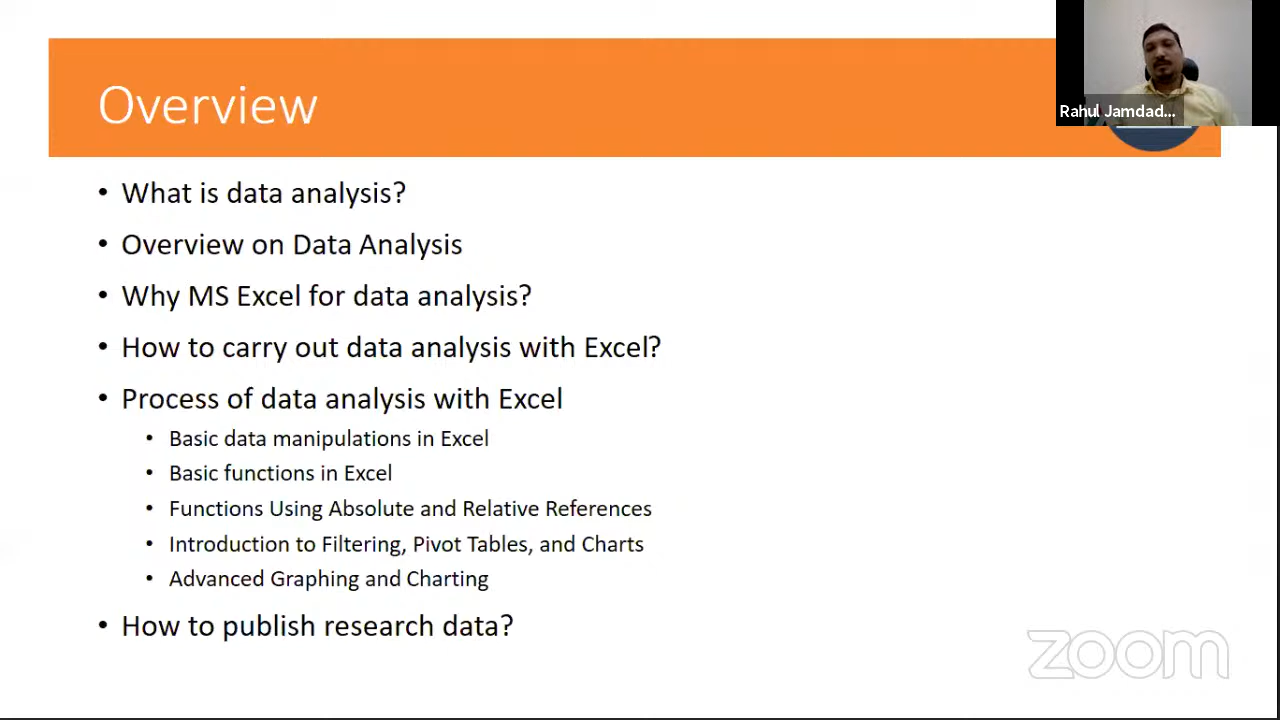 Overview
Rahul Jamdad...
• What is data analysis?
• Overview on Data Analysis
• Why MS Excel for data analysis?
• How to carry out data analysis with Excel?
• Process of data analysis with Excel
• Basic data manipulations in Excel
• Basic functions in Excel
• Functions Using Absolute and Relative References
• Introduction to Filtering, Pivot Tables, and Charts
• Advanced Graphing and Charting
• How to publish research data?
zoom